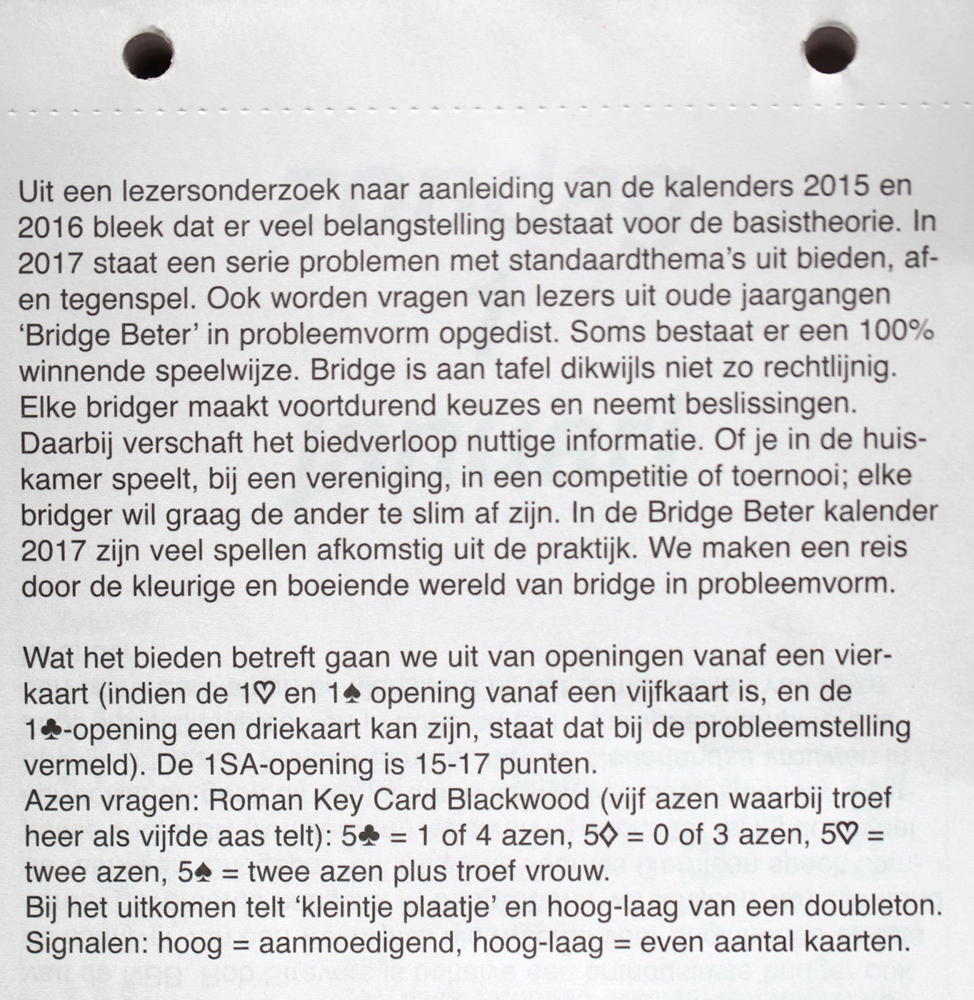 Uit een lezersonderzoek naar aanleiding van de kalenders 2015 en
2016 bleek dat er veel belangstelling bestaat voor de basistheorie. In
2017 staat een serie problemen met standaardthema’s uit bieden, af-
en tegenspel. Ook worden vragen van lezers uit oude jaargangen
‘Bridge Beter’ in probleemvorm opgedist. Soms bestaat er een 100%
winnende speelwijze. Bridge is aan tafel dikwijls niet zo rechtlijnig.
Elke bridger maakt voortdurend keuzes en neemt beslissingen.
Daarbij verschaft het biedverloop nuttige informatie. Of je in de huis-
kamer speelt, bij een vereniging, in een competitie of toernooi; elke
bridger wil graag de ander te slim af zijn. In de Bridge Beter kalender
2017 zijn veel spellen afkomstig uit de praktijk. We maken een reis
door de kleurige en boeiende wereld van bridge in probleemvorm.
Wat het bieden betreft gaan we uit van openingen vanaf een vier-
kaart (indien de 1♡ en 1♠ opening vanaf een vijfkaart is, en de
1♣-opening een driekaart kan zijn, staat dat bij de probleemstelling
vermeld). De 1SA-opening is 15-17 punten.
Azen vragen: Roman Key Card Blackwood (vijf azen waarbij troef
heer als vijfde aas telt): 5♣ = 1 of 4 azen, 5♢ = 0 of 3 azen, 5♡ =
twee azen, 5♠ = twee azen plus troef vrouw.
Bij het uitkomen telt ‘kleintje plaatje’ en hoog-laag van een doubleton.
Signalen: hoog = aanmoedigend, hoog-laag = even aantal kaarten.